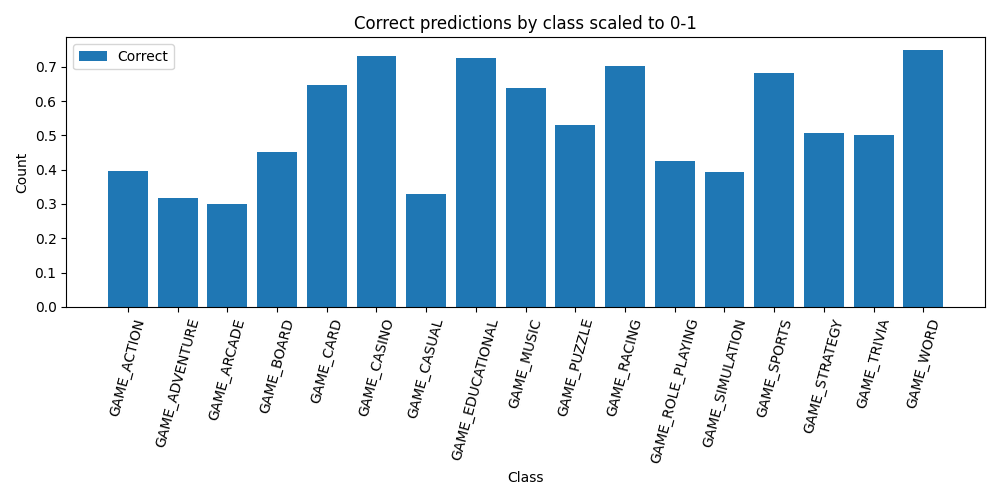 Correct predictions by class scaled to 0-1
Correct
Count
0.7
0.6
0.5
0.4
0.3
0.2
0.1
0.0
GAME_ACTION
GAME_ADVENTURE
GAME_ARCADE
GAME_BOARD
GAME_CARD
GAME_CASINO
GAME_CASUAL
GAME_EDUCATIONAL
GAME_MUSIC
GAME_PUZZLE
GAME_RACING
GAME_ROLE_PLAYING
GAME_SIMULATION
GAME_SPORTS
GAME_STRATEGY
GAME_TRIVIA
GAME_WORD
Class